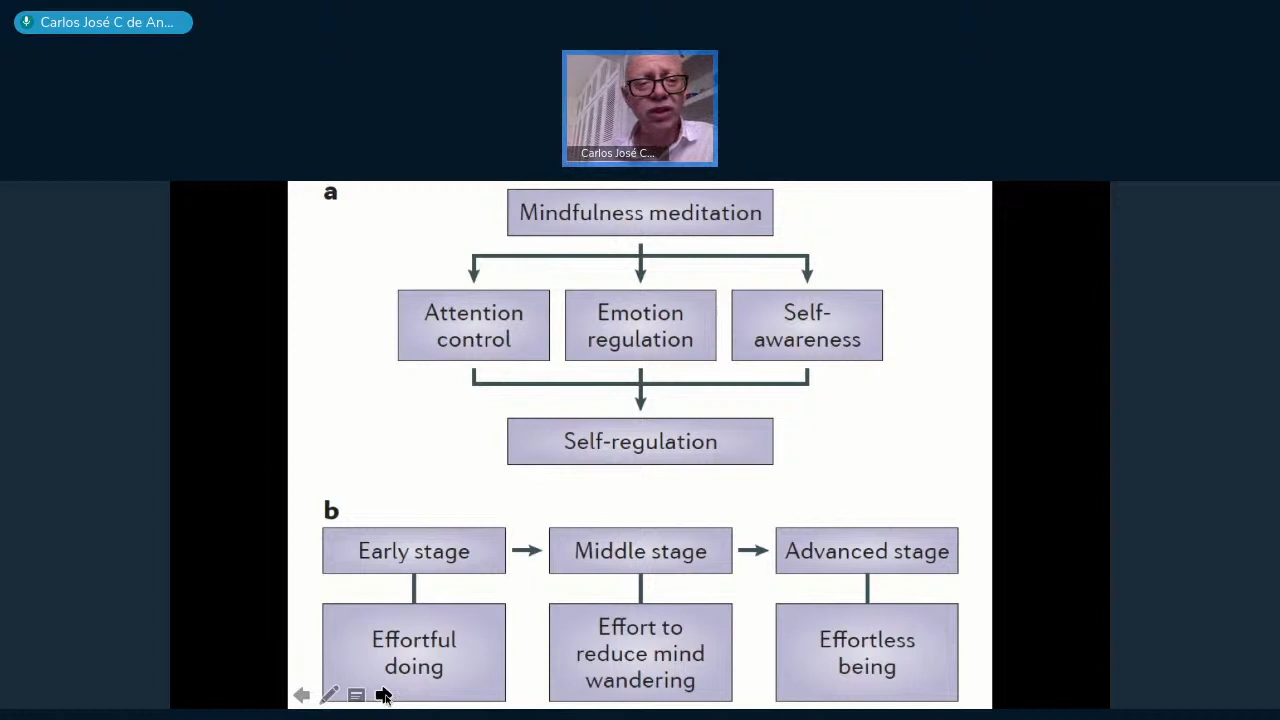 Carlos José C de An...
Carlos José C...
a
Mindfulness meditation
Attention
control
Emotion
regulation
Self-
awareness
Self-regulation
b
Early stage
Middle stage
Advanced stage
Effortful
doing
Effort to
reduce mind
wandering
Effortless
being